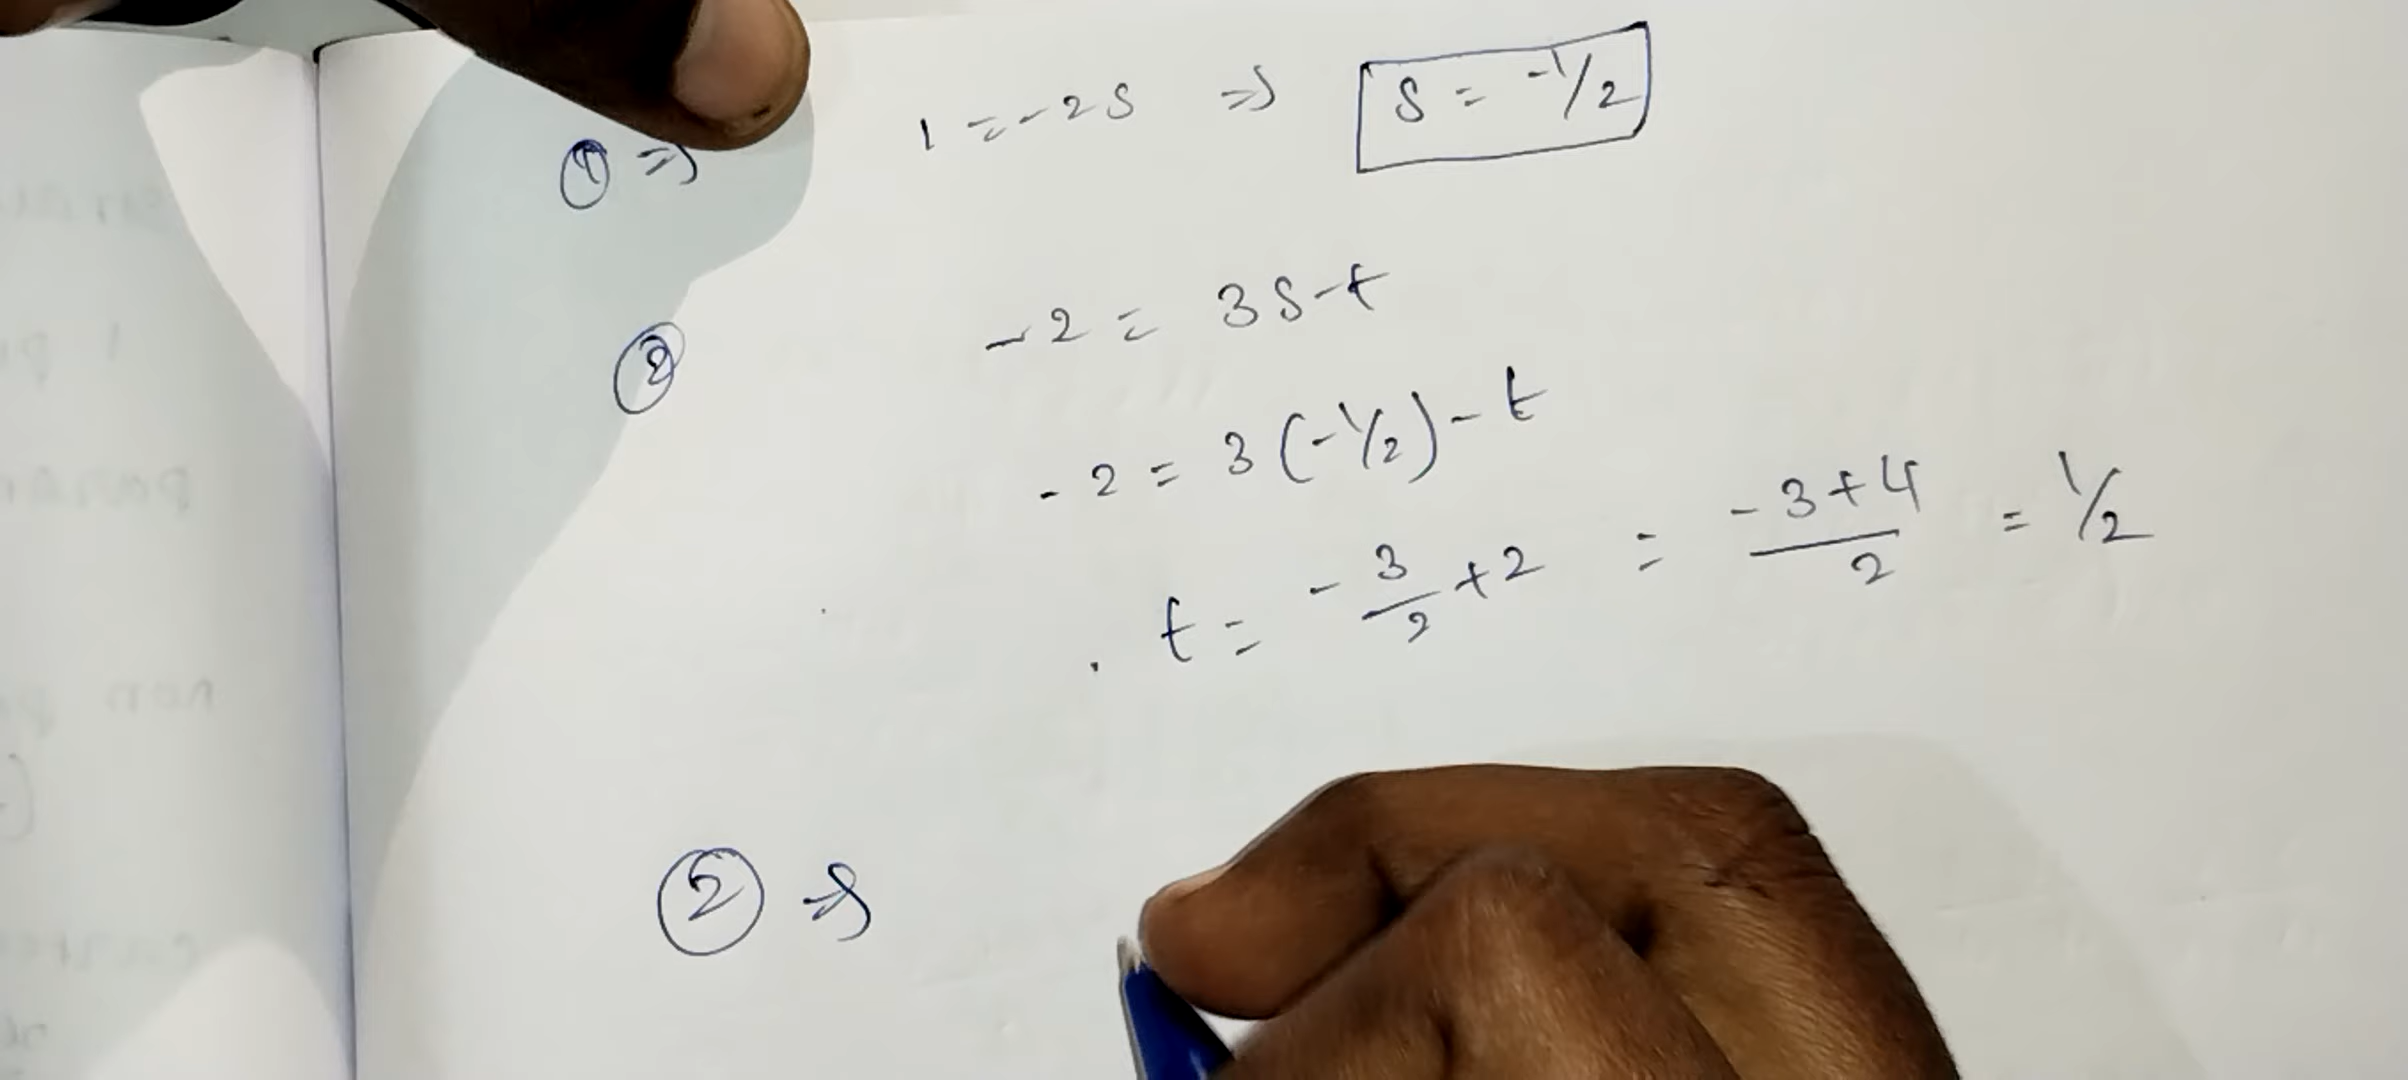 ① ⇒ 1 = -2s ⇒ s = -1/2
② -2 = 3s-t
-2 = 3(-1/2)-t
t = -3/2 + 2 = (-3+4)/2 = 1/2
② ⇒